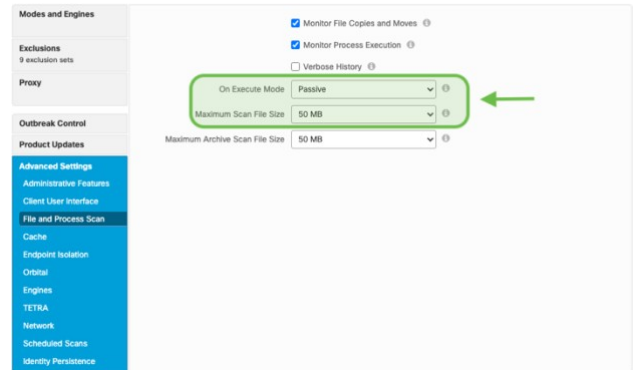 Modes and Engines
Exclusions
9 exclusion sets
Proxy
Outbreak Control
Product Updates
Advanced Settings
Administrative Features
Client User Interface
File and Process Scan
Cache
Endpoint Isolation
Orbital
Engines
TETRA
Network
Scheduled Scans
Identity Persistence
Monitor File Copies and Moves
Monitor Process Execution
Verbose History
On Execute Mode Passive
Maximum Scan File Size 50 MB
Maximum Archive Scan File Size 50 MB